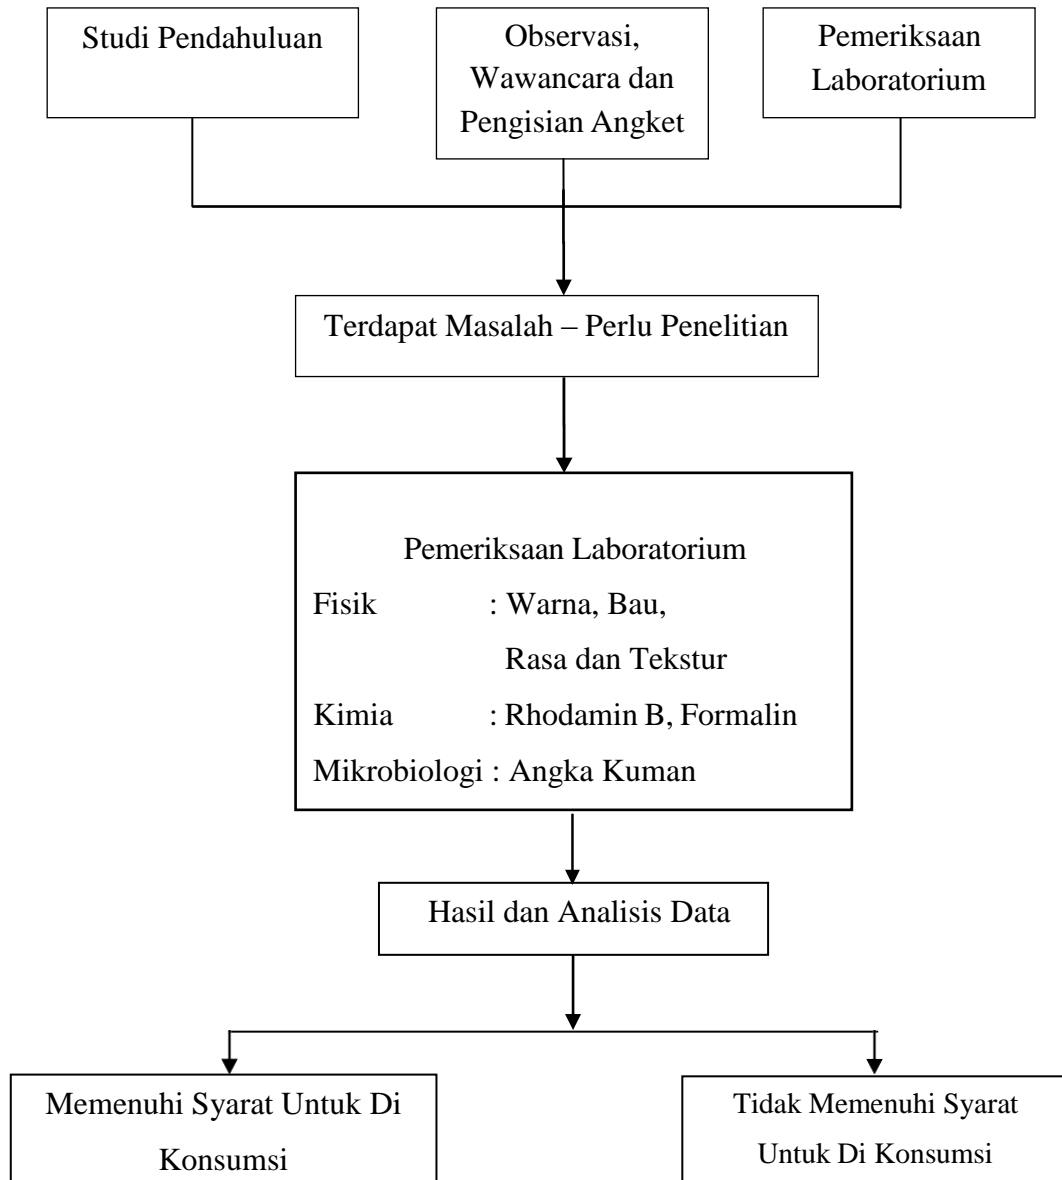 Studi Pendahuluan
Observasi,
Wawancara dan
Pengisian Angket
Pemeriksaan
Laboratorium
Terdapat Masalah – Perlu Penelitian
Pemeriksaan Laboratorium
Fisik : Warna, Bau,
Rasa dan Tekstur
Kimia : Rhodamin B, Formalin
Mikrobiologi : Angka Kuman
Hasil dan Analisis Data
Memenuhi Syarat Untuk Di
Konsumsi
Tidak Memenuhi Syarat
Untuk Di Konsumsi